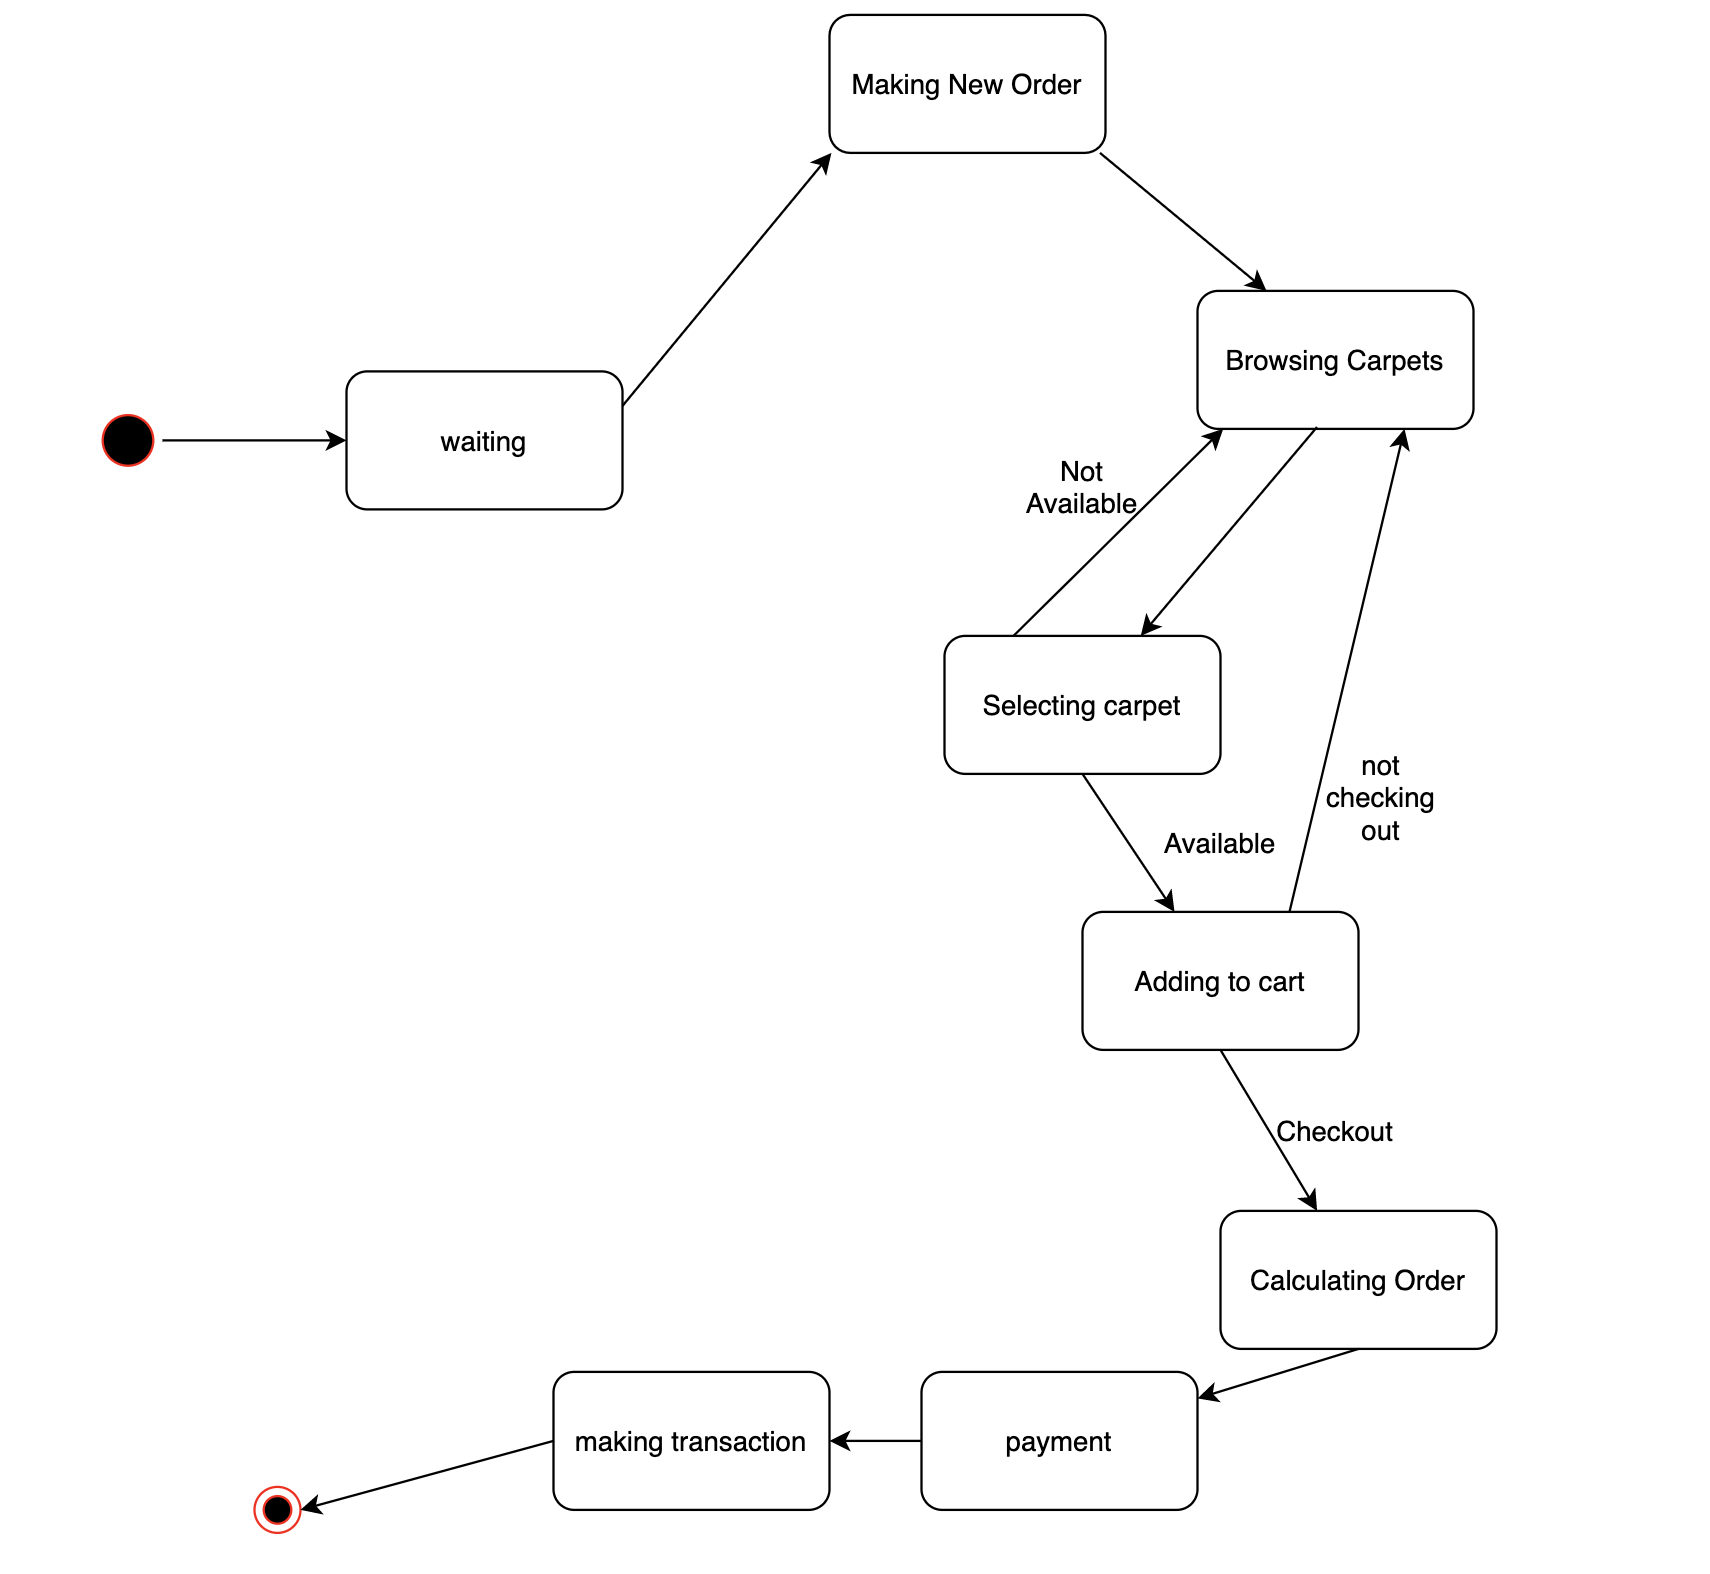 Making New Order
Browsing Carpets
waiting
Not
Available
Selecting carpet
not
checking
out
Available
Adding to cart
Checkout
Calculating Order
making transaction
payment